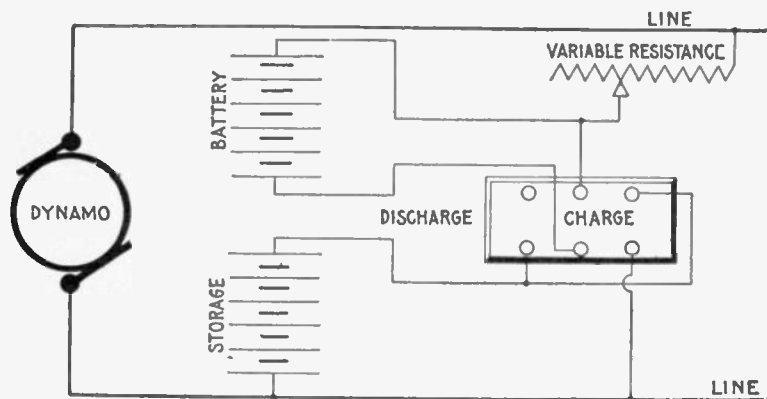 LINE
VARIABLE RESISTANCE
BATTERY
DYNAMO
DISCHARGE
CHARGE
STORAGE
LINE